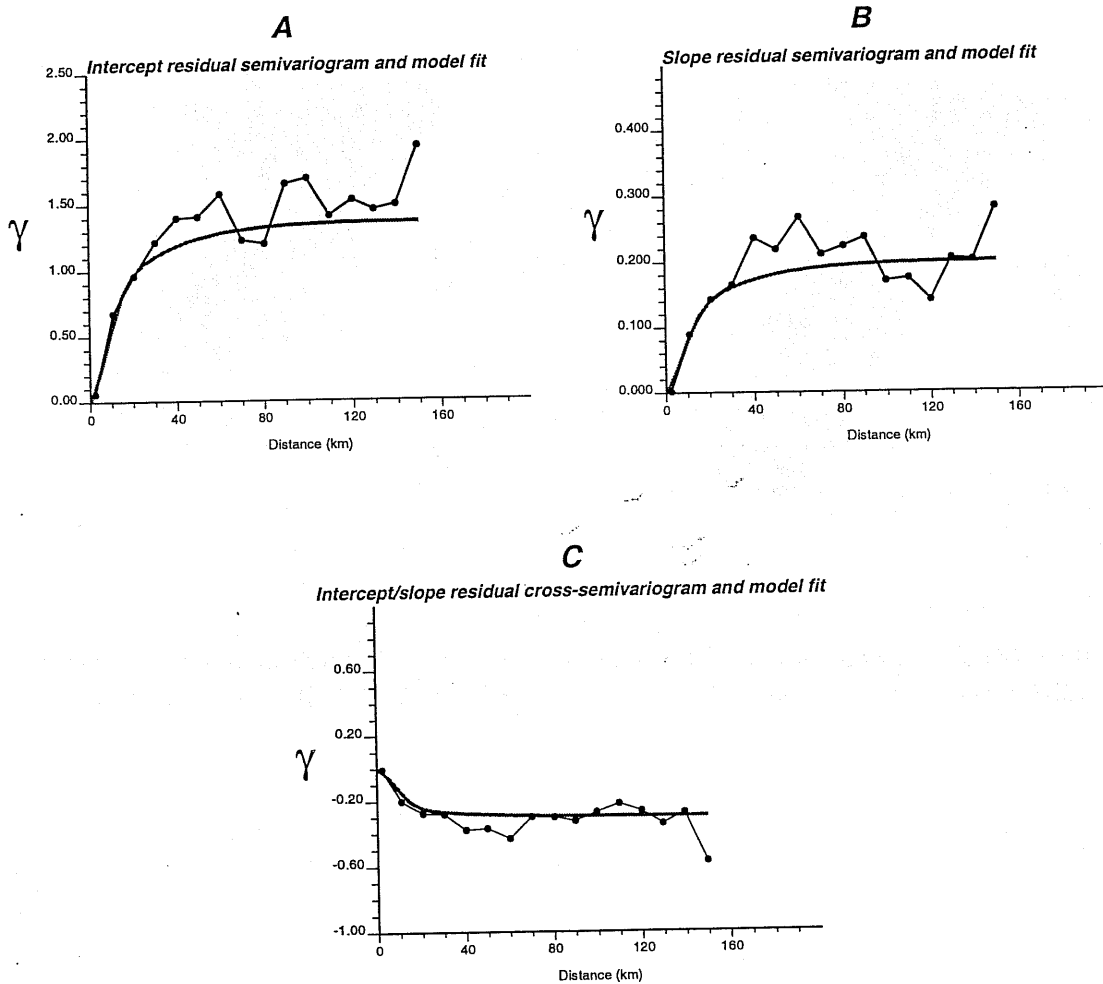 A
Intercept residual semivariogram and model fit
2.50
2.00
1.50
γ
1.00
0.50
0.00
0 40 80 120 160
Distance (km)
B
Slope residual semivariogram and model fit
0.400
0.300
γ
0.200
0.100
0.000
0 40 80 120 160
Distance (km)
C
Intercept/slope residual cross-semivariogram and model fit
0.60
0.20
γ
-0.20
-0.60
-1.00
0 40 80 120 160
Distance (km)